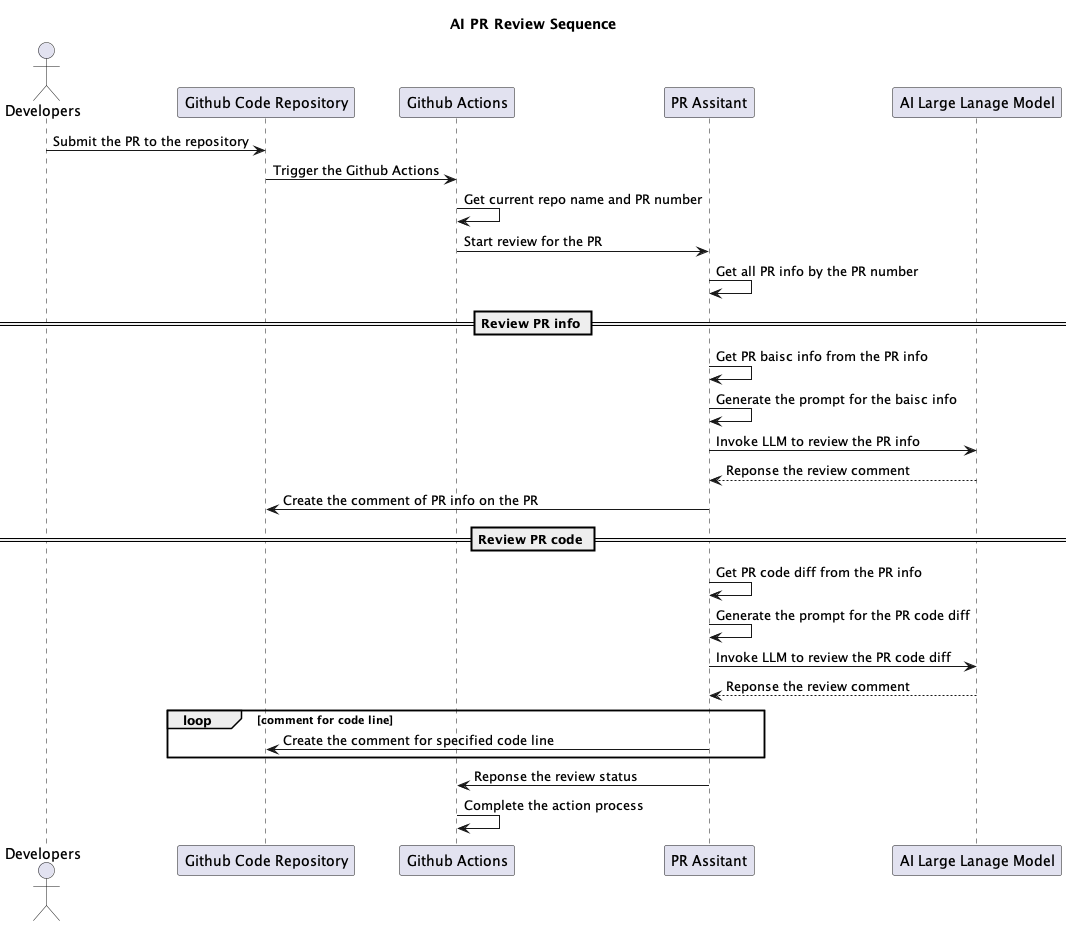 AI PR Review Sequence
Developers
Github Code Repository
Github Actions
PR Assitant
AI Large Lanage Model
Submit the PR to the repository
Trigger the Github Actions
Get current repo name and PR number
Start review for the PR
Get all PR info by the PR number
Review PR info
Get PR baisc info from the PR info
Generate the prompt for the baisc info
Invoke LLM to review the PR info
Reponse the review comment
Create the comment of PR info on the PR
Review PR code
Get PR code diff from the PR info
Generate the prompt for the PR code diff
Invoke LLM to review the PR code diff
Reponse the review comment
loop
[comment for code line]
Create the comment for specified code line
Reponse the review status
Complete the action process
Developers
Github Code Repository
Github Actions
PR Assitant
AI Large Lanage Model